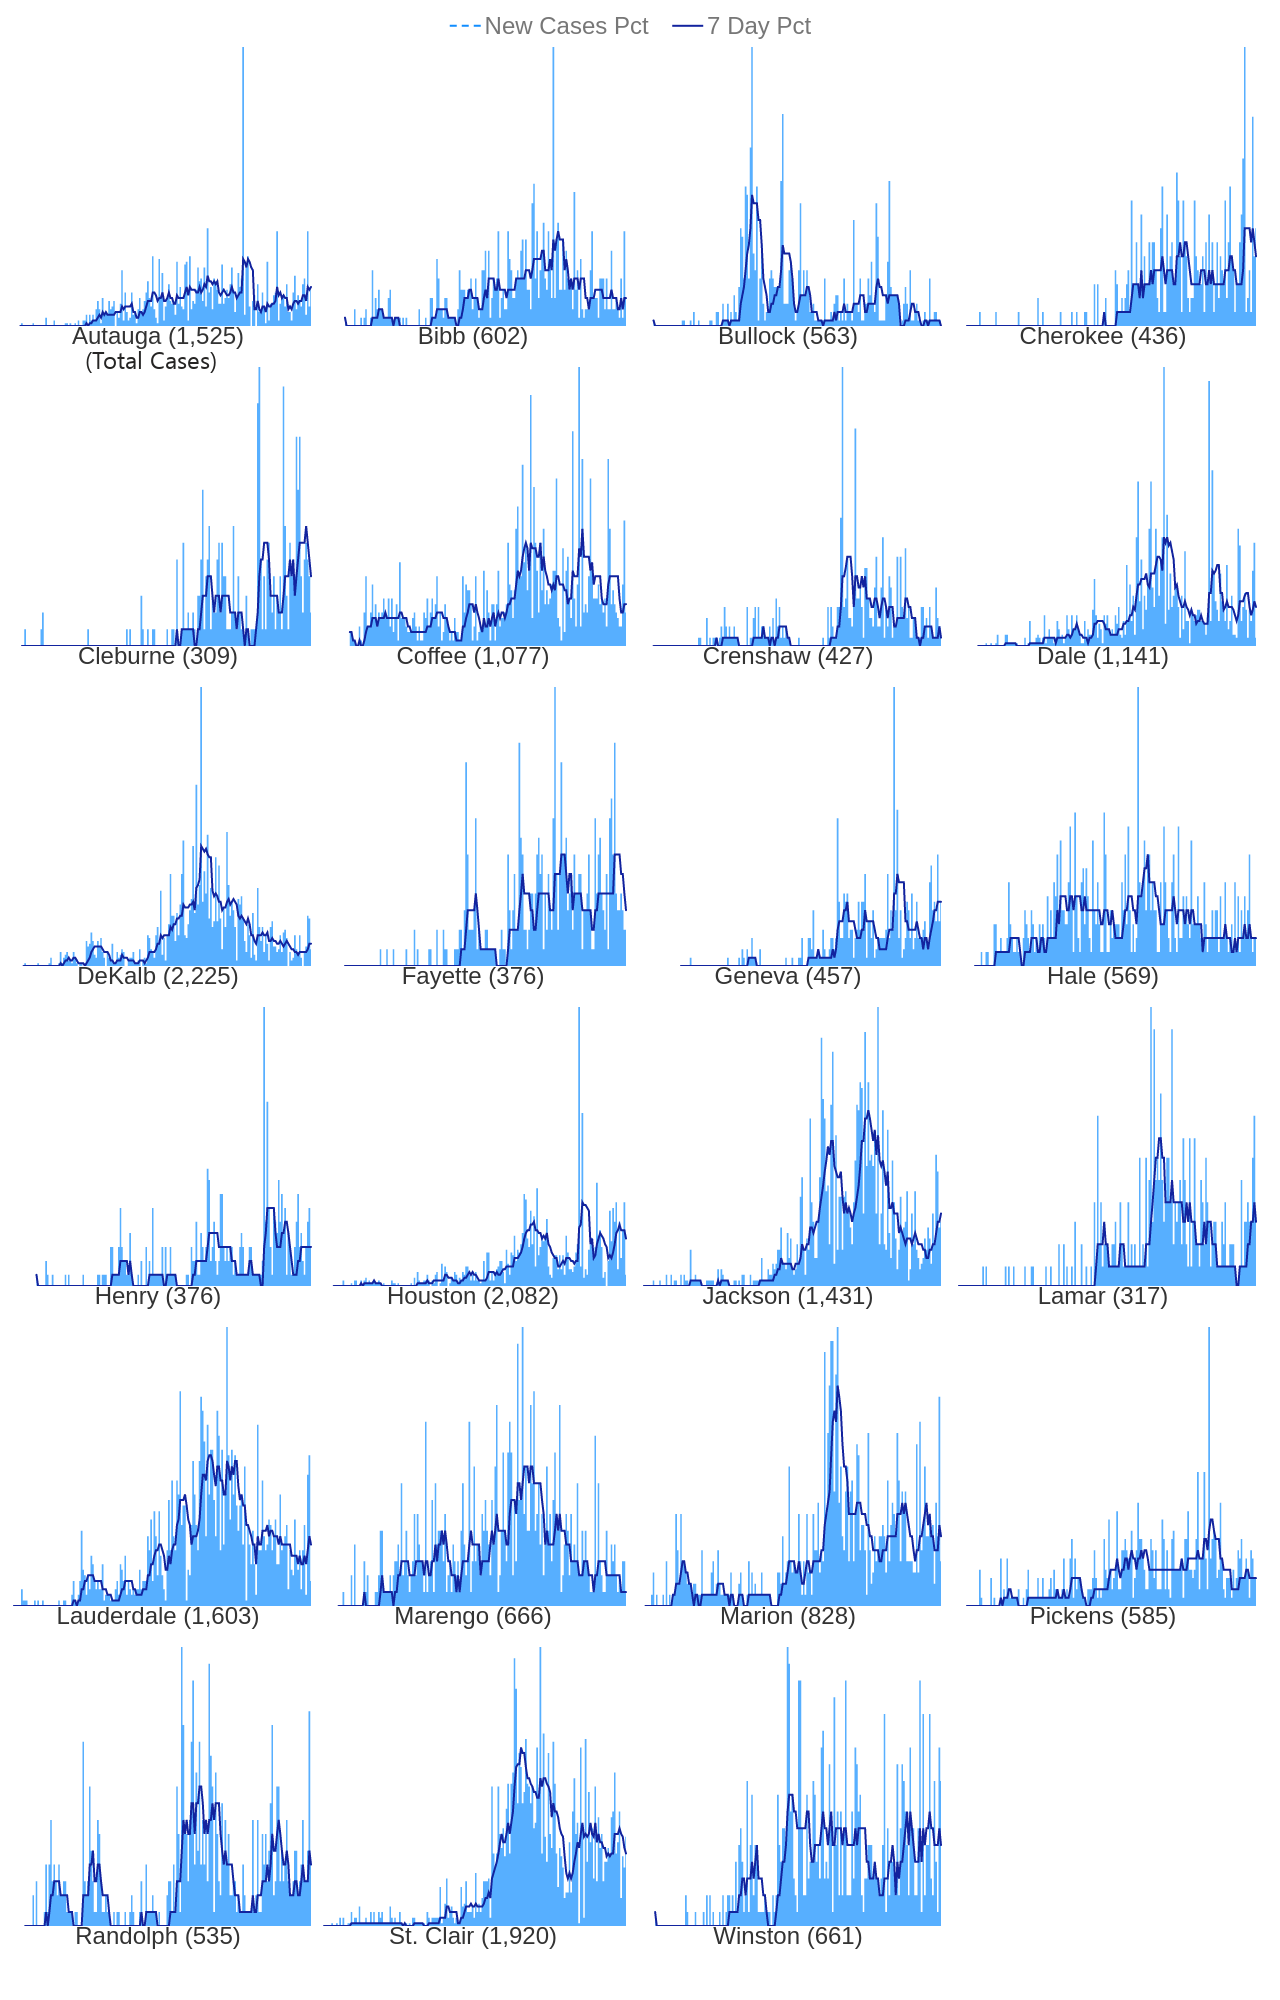 New Cases Pct 7 Day Pct
Autauga (1,525) Bibb (602) Bullock (563) Cherokee (436)
(Total Cases)
Cleburne (309) Coffee (1,077) Crenshaw (427) Dale (1,141)
DeKalb (2,225) Fayette (376) Geneva (457) Hale (569)
Henry (376) Houston (2,082) Jackson (1,431) Lamar (317)
Lauderdale (1,603) Marengo (666) Marion (828) Pickens (585)
Randolph (535) St. Clair (1,920) Winston (661)